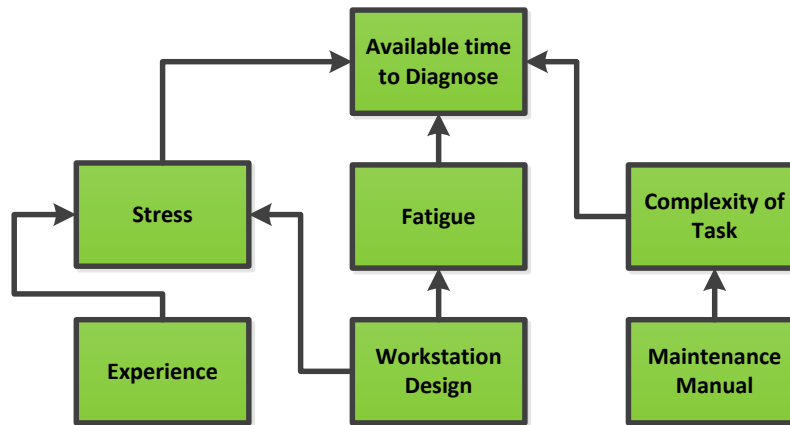 Available time
to Diagnose
Stress
Fatigue
Complexity of
Task
Experience
Workstation
Design
Maintenance
Manual